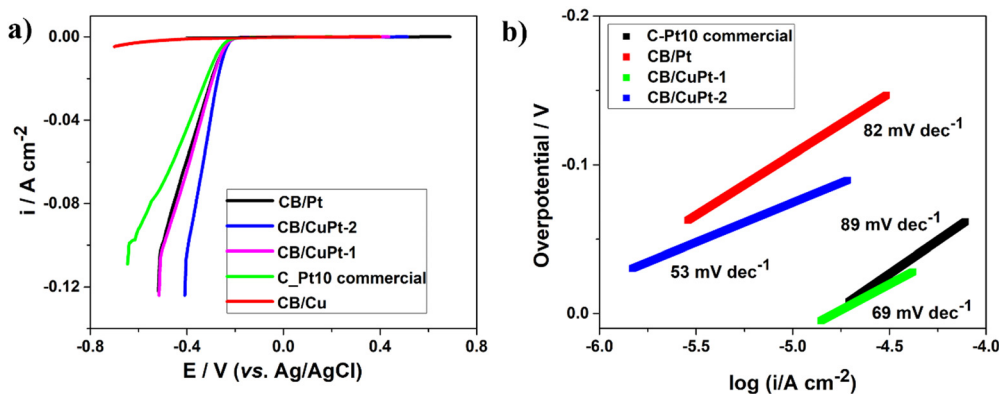 a)
i / A cm-2
0.00
-0.04
-0.08
-0.12
CB/Pt
CB/CuPt-2
CB/CuPt-1
C_Pt10 commercial
CB/Cu
-0.8 -0.4 0.0 0.4 0.8
E / V (vs. Ag/AgCl)
b)
Overpotential / V
-0.2
-0.1
0.0
C-Pt10 commercial
CB/Pt
CB/CuPt-1
CB/CuPt-2
82 mV dec-1
89 mV dec-1
53 mV dec-1
69 mV dec-1
-6.0 -5.5 -5.0 -4.5 -4.0
log (i/A cm-2)